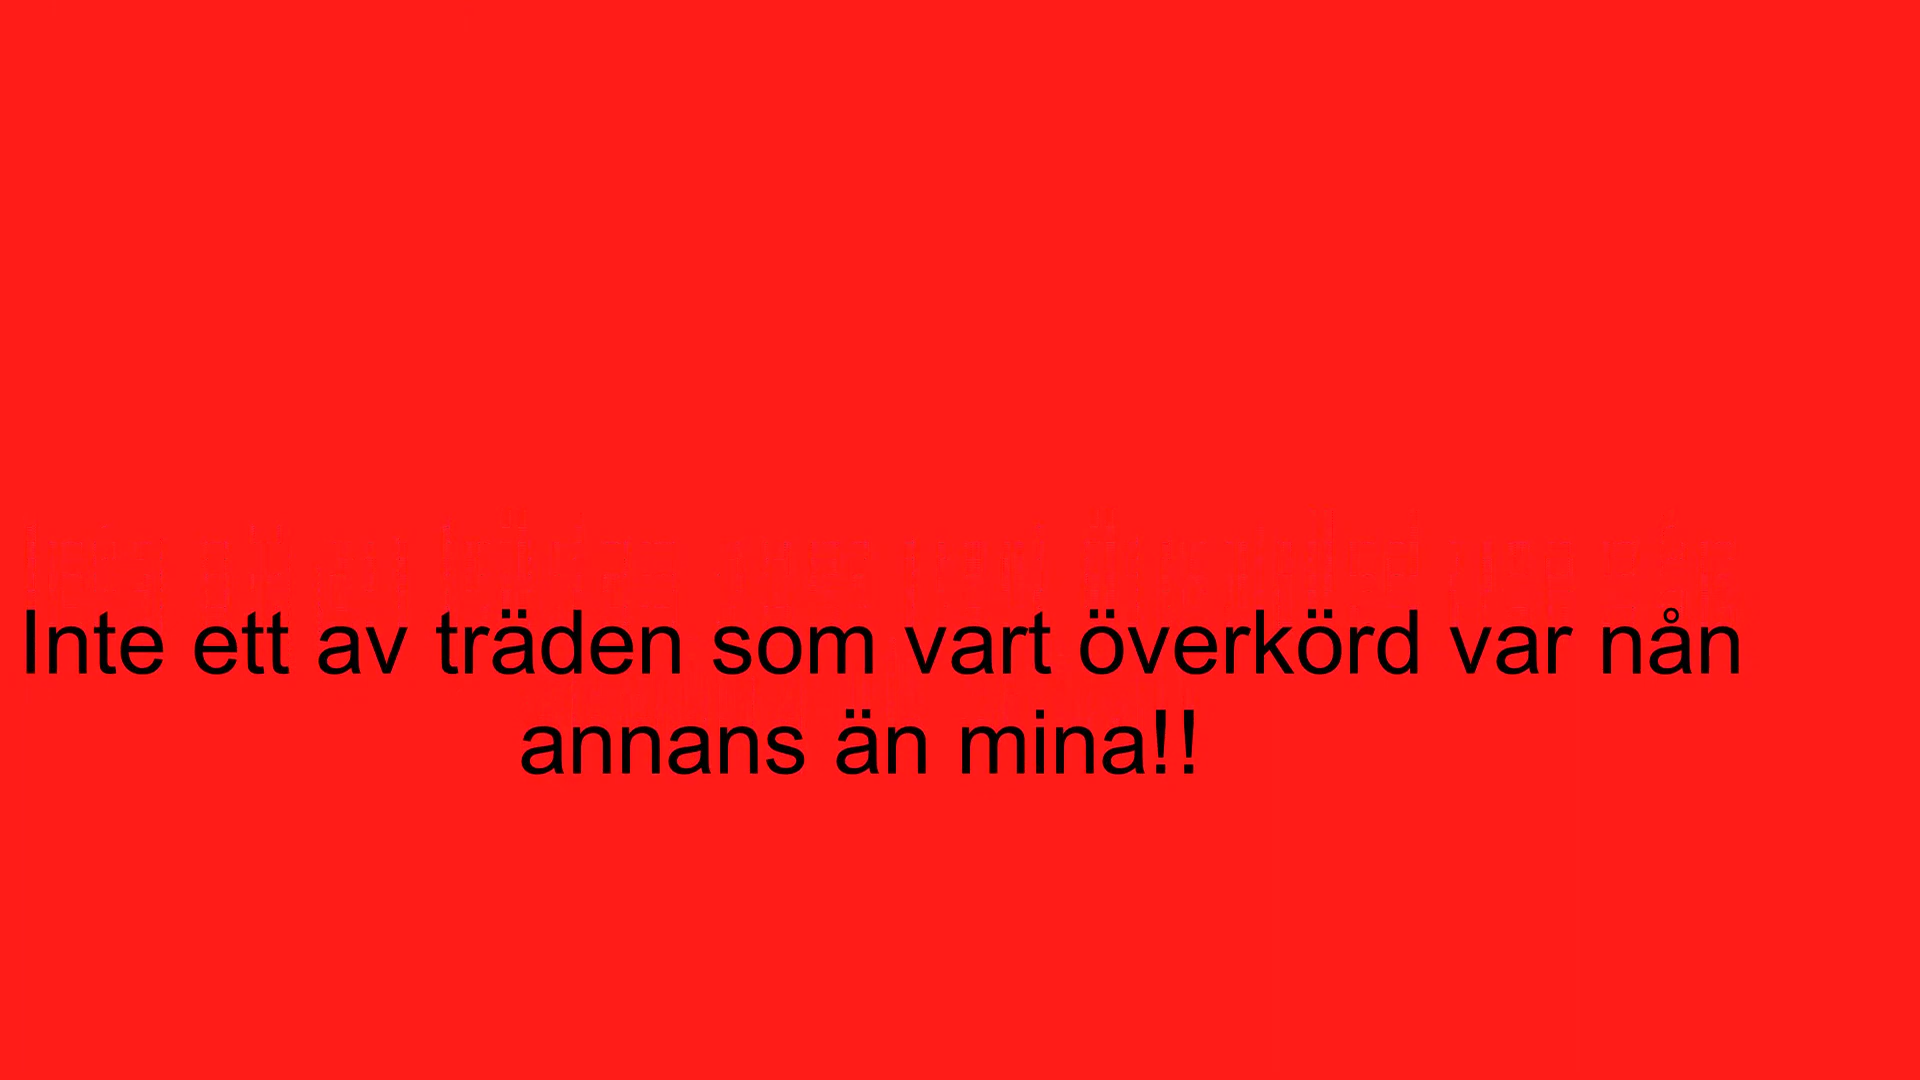 Inte ett av träden som vart överkörd var nån
annans än mina!!